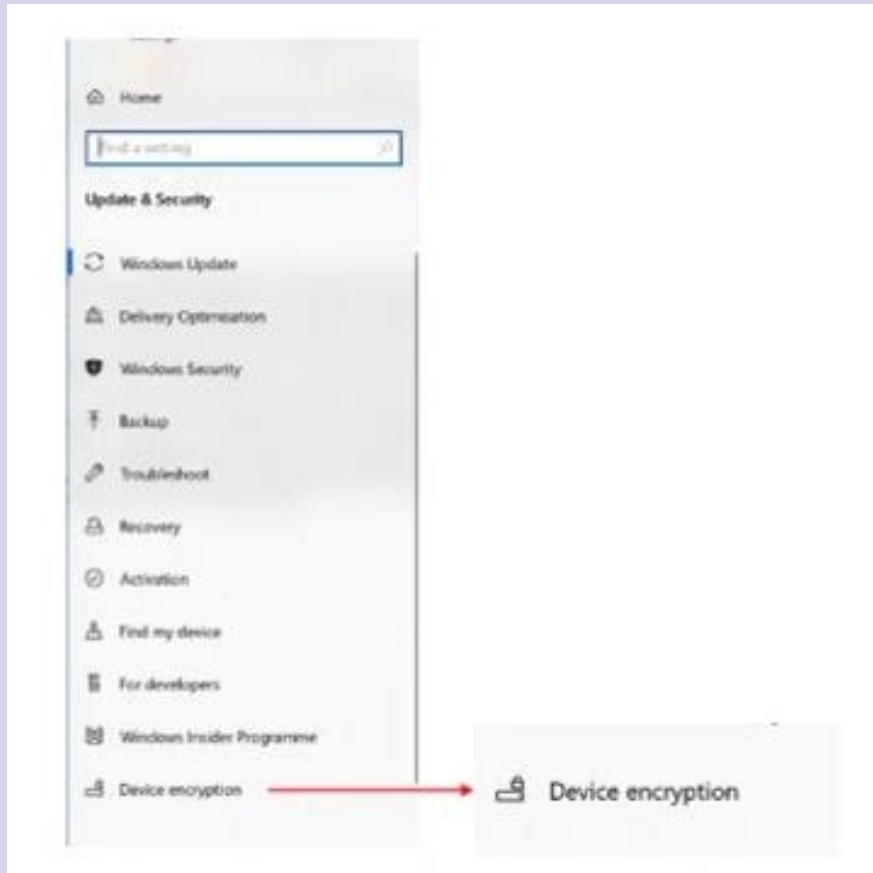 Home
Find a setting
Update & Security
Windows Update
Delivery Optimisation
Windows Security
Backup
Troubleshoot
Recovery
Activation
Find my device
For developers
Windows Insider Programme
Device encryption
Device encryption